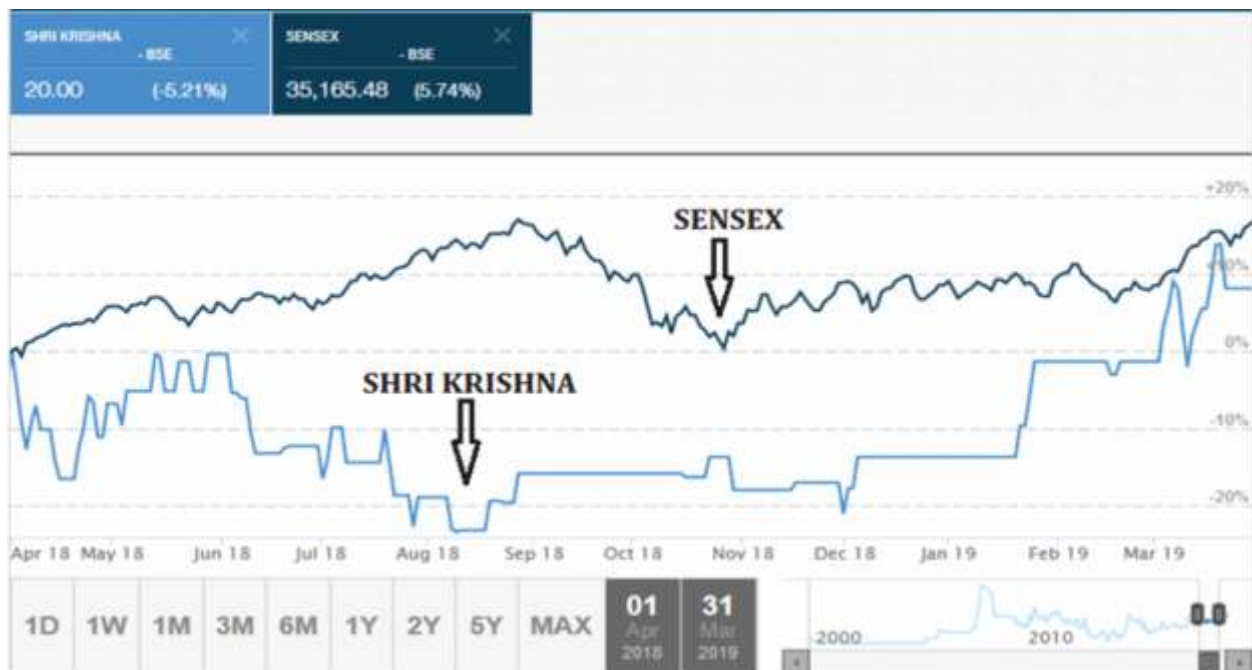 SHRI KRISHNA
- BSE
20.00 (-5.21%)
SENSEX
- BSE
35,165.48 (5.74%)
+20%
SENSEX
+10%
0%
SHRI KRISHNA
-10%
-20%
Apr 18 May 18 Jun 18 Jul 18 Aug 18 Sep 18 Oct 18 Nov 18 Dec 18 Jan 19 Feb 19 Mar 19
1D 1W 1M 3M 6M 1Y 2Y 5Y MAX
01
Apr
2018
31
Mar
2019
2000 2010